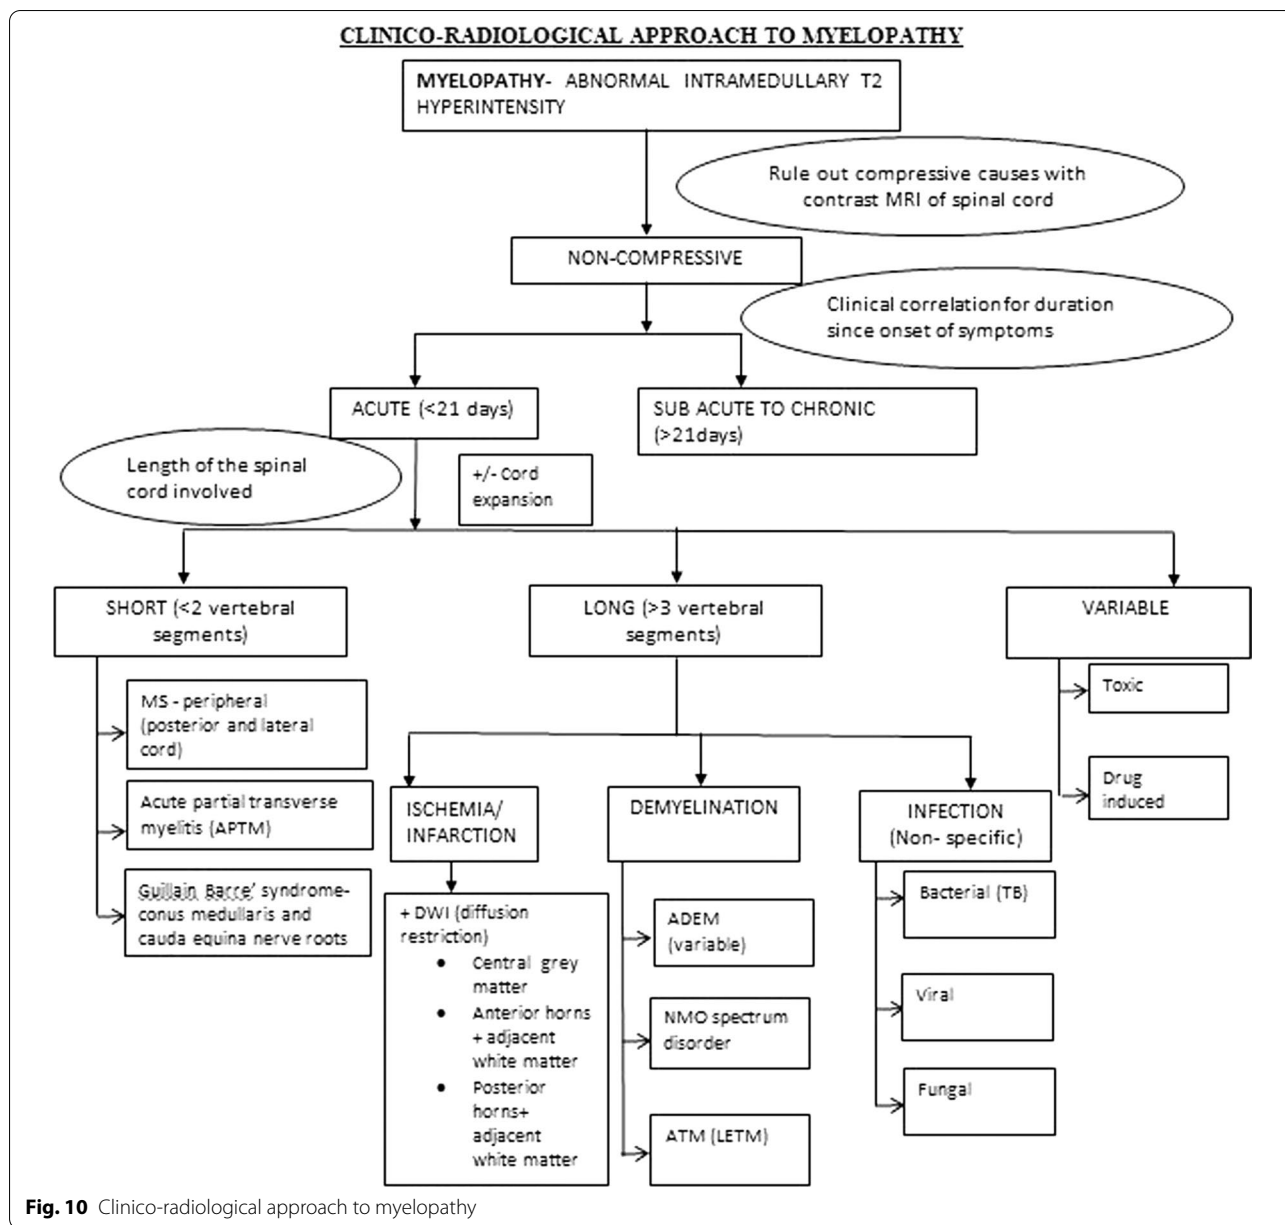 CLINICO-RADIOLOGICAL APPROACH TO MYELOPATHY
MYELOPATHY- ABNORMAL INTRAMEDULLARY T2
HYPERINTENSITY
Rule out compressive causes with
contrast MRI of spinal cord
NON-COMPRESSIVE
Clinical correlation for duration
since onset of symptoms
ACUTE (<21 days)
SUB ACUTE TO CHRONIC
(>21days)
Length of the spinal
cord involved
+/- Cord
expansion
SHORT (<2 vertebral
segments)
LONG (>3 vertebral
segments)
VARIABLE
MS - peripheral
(posterior and lateral
cord)
Acute partial transverse
myelitis (APTM)
Guillain Barre’ syndrome-
conus medullaris and
cauda equina nerve roots
Toxic
Drug
induced
ISCHEMIA/
INFARCTION
DEMYELINATION
INFECTION
(Non- specific)
+ DWI (diffusion
restriction)
● Central grey
matter
● Anterior horns
+ adjacent
white matter
● Posterior
horns+
adjacent
white matter
ADEM
(variable)
NMO spectrum
disorder
ATM (LETM)
Bacterial (TB)
Viral
Fungal
Fig. 10 Clinico-radiological approach to myelopathy